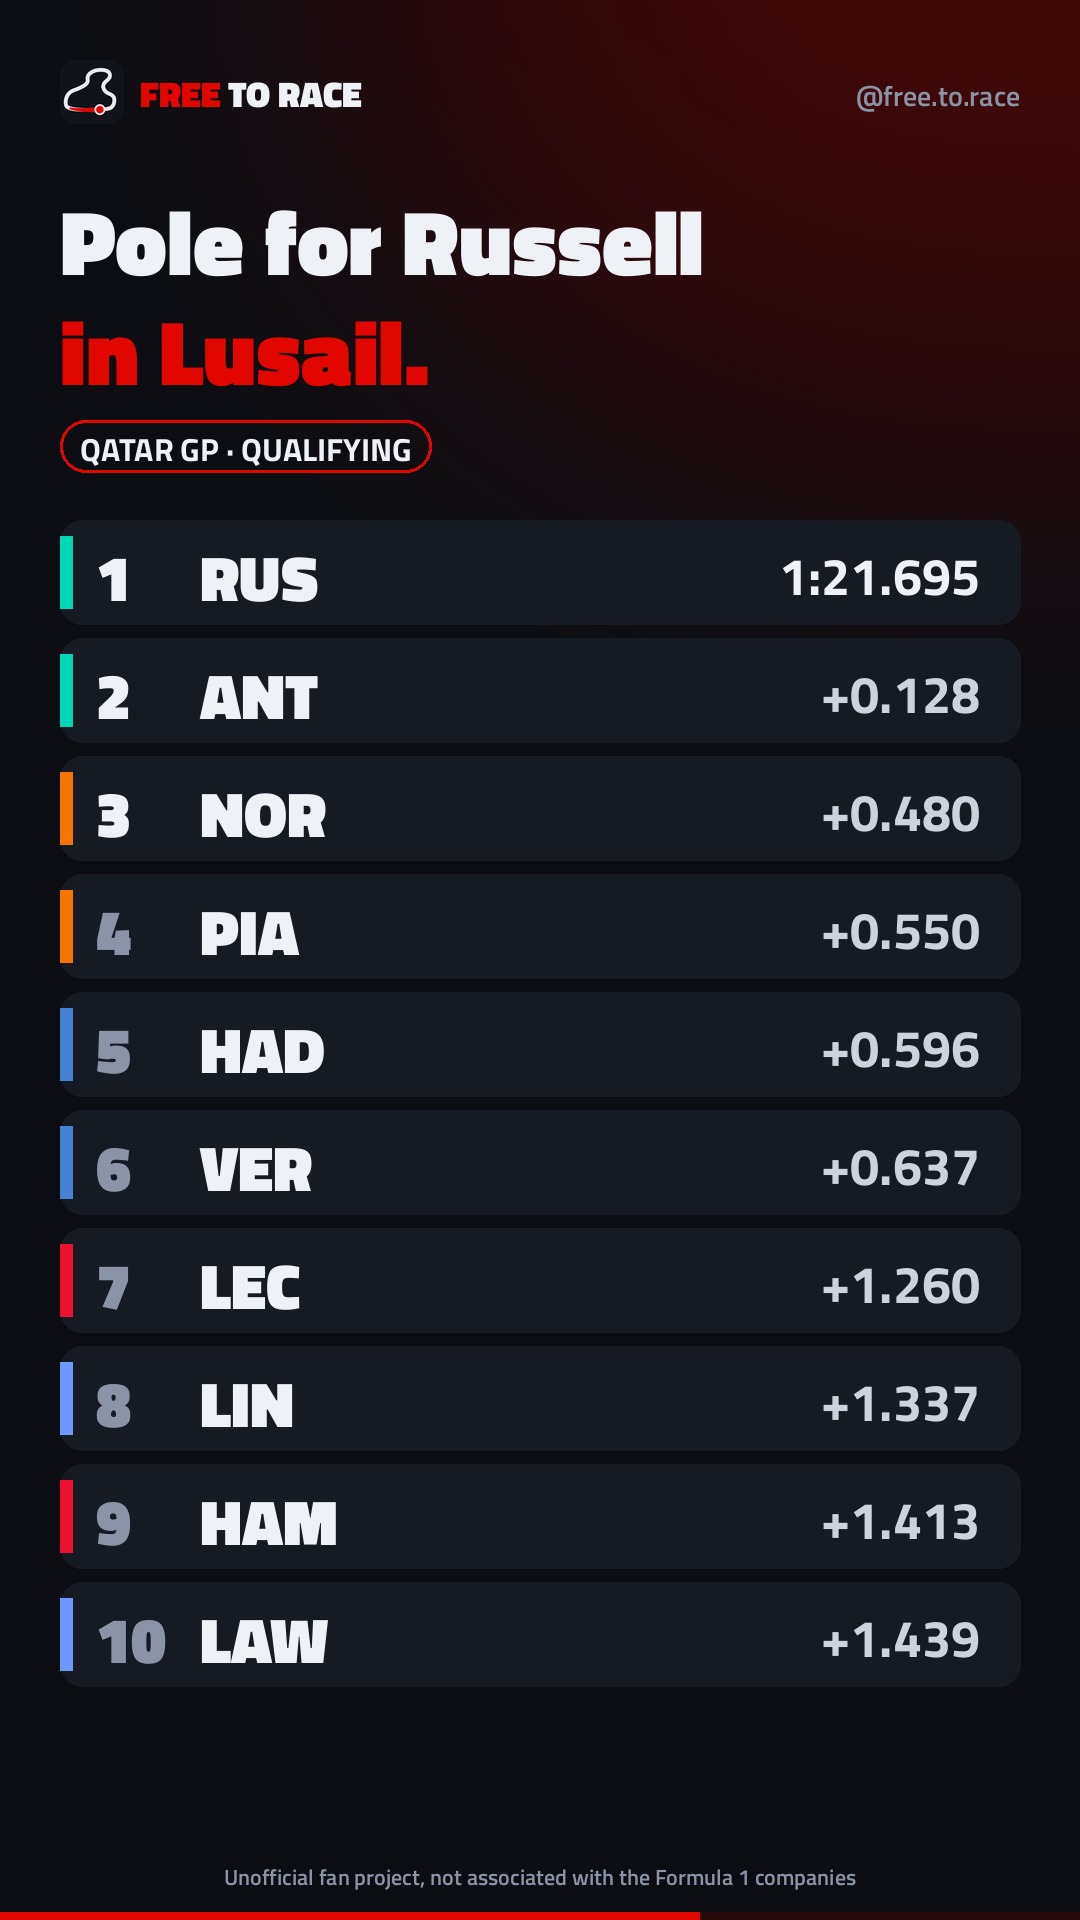 FREE TO RACE
@free.to.race
Pole for Russell
in Lusail.
QATAR GP · QUALIFYING
1 RUS 1:21.695
2 ANT +0.128
3 NOR +0.480
4 PIA +0.550
5 HAD +0.596
6 VER +0.637
7 LEC +1.260
8 LIN +1.337
9 HAM +1.413
10 LAW +1.439
Unofficial fan project, not associated with the Formula 1 companies